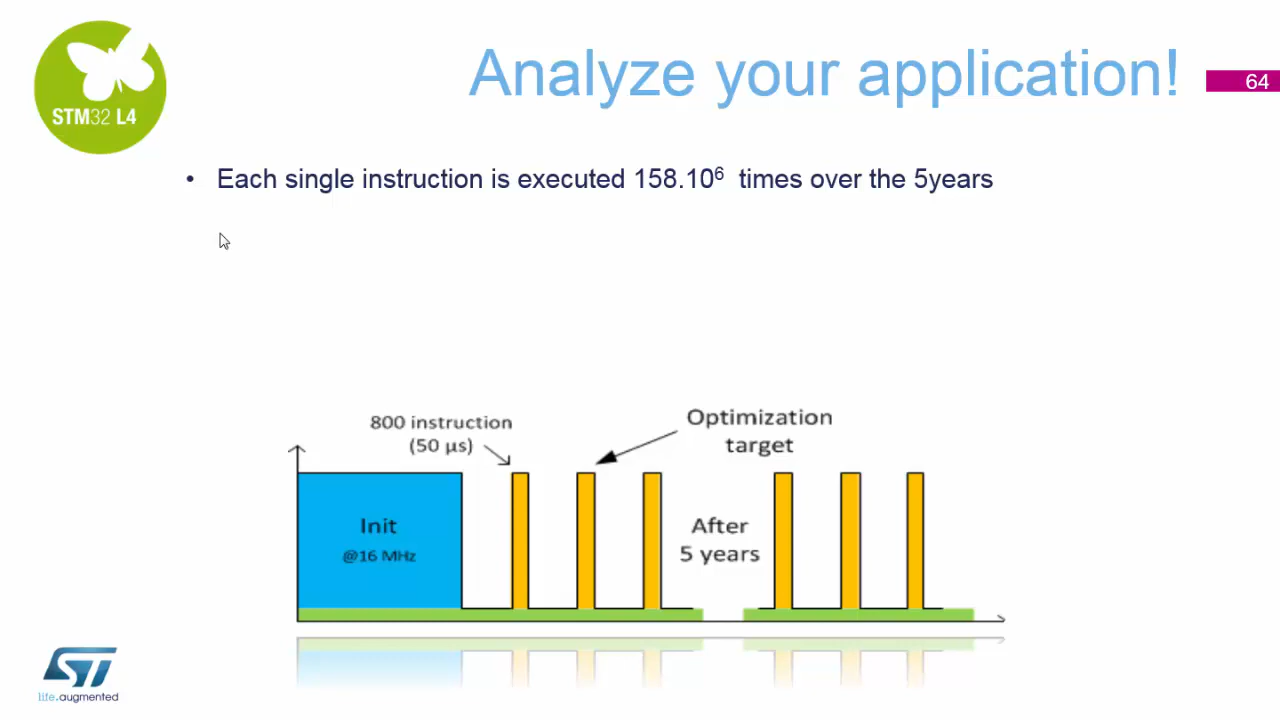 Analyze your application!
64
STM32 L4
• Each single instruction is executed 158.10⁶ times over the 5years
800 instruction
(50 µs)
Optimization
target
Init
@16 MHz
After
5 years
ST
life.augmented